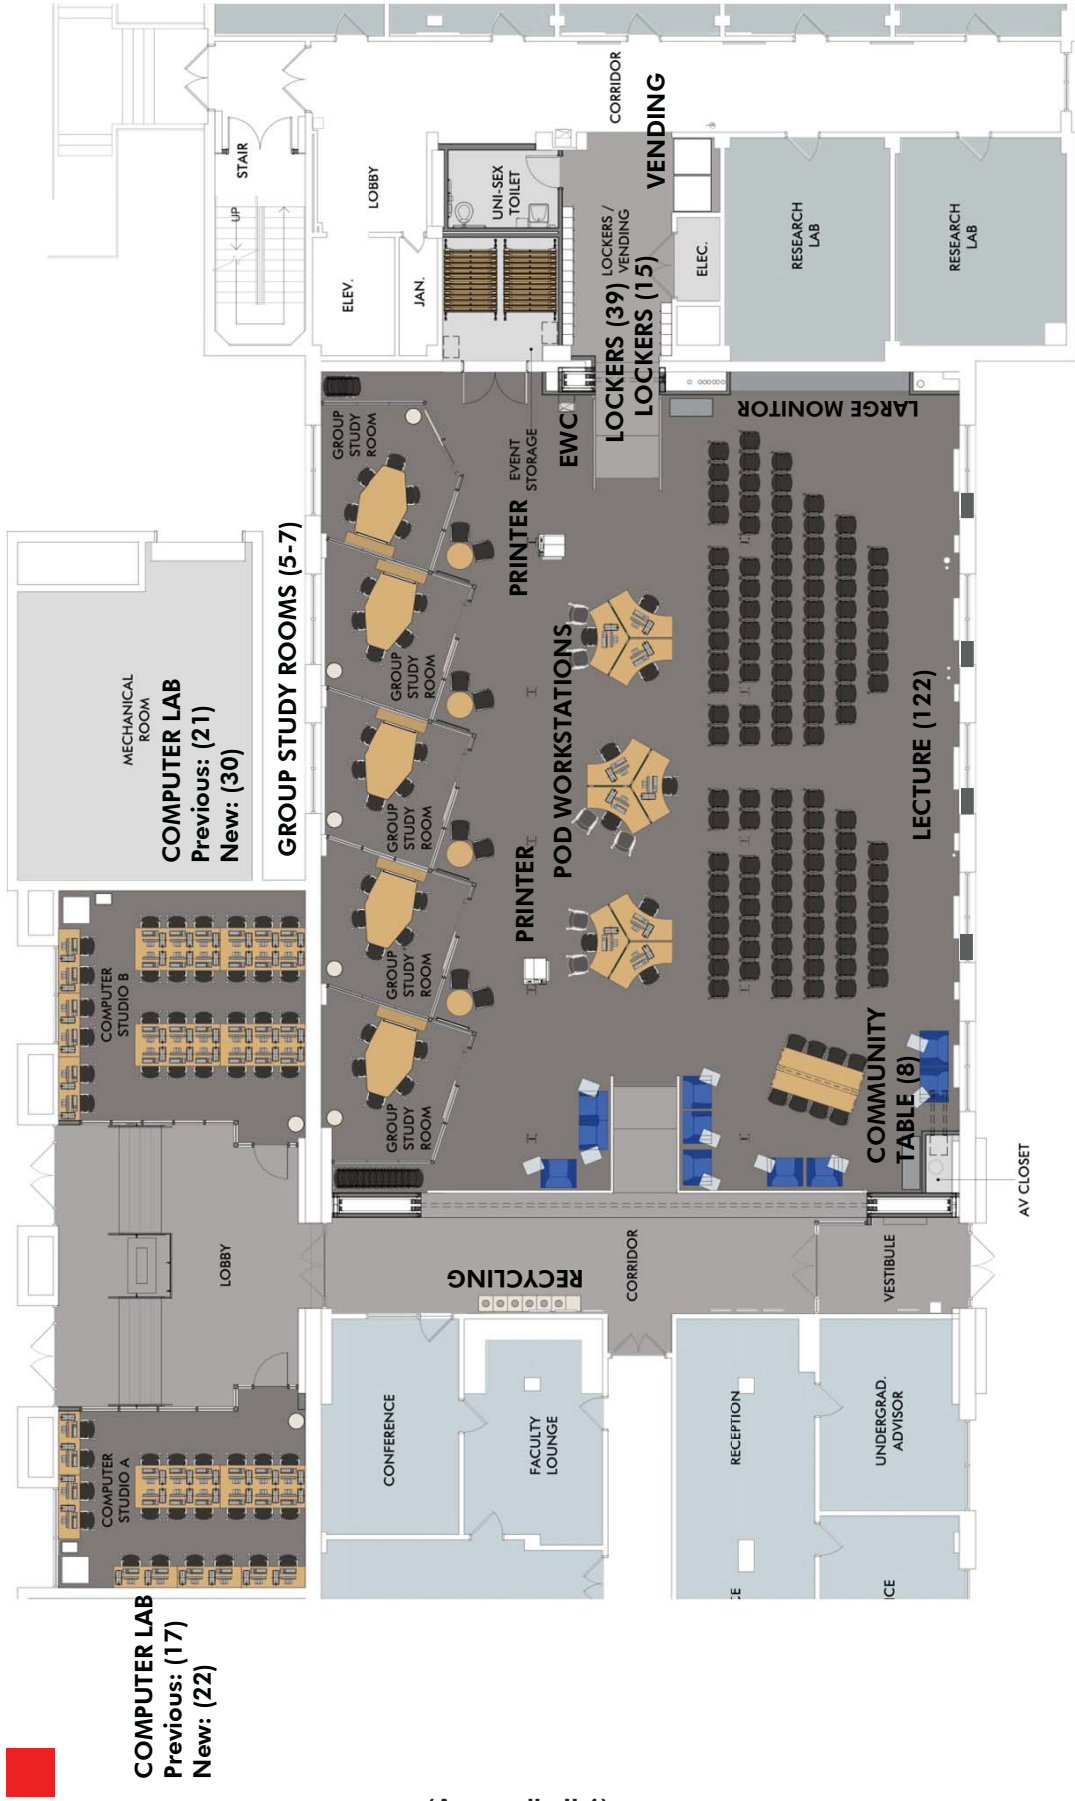 COMPUTER LAB
Previous: (17)
New: (22)
COMPUTER LAB
Previous: (21)
New: (30)
COMPUTER
STUDIO A
COMPUTER
STUDIO B
LOBBY
MECHANICAL
ROOM
GROUP STUDY ROOMS (5-7)
STAIR
UP
ELEV.
LOBBY
JAN.
UNI-SEX
TOILET
CORRIDOR
VENDING
LOCKERS /
VENDING
LOCKERS (39)
LOCKERS (15)
ELEC.
RESEARCH
LAB
RESEARCH
LAB
GROUP
STUDY
ROOM
GROUP
STUDY
ROOM
GROUP
STUDY
ROOM
GROUP
STUDY
ROOM
GROUP
STUDY
ROOM
EVENT
STORAGE
EWC
PRINTER
PRINTER
POD WORKSTATIONS
LARGE MONITOR
LECTURE (122)
COMMUNITY
TABLE (8)
AV CLOSET
RECYCLING
CORRIDOR
VESTIBULE
CONFERENCE
FACULTY
LOUNGE
RECEPTION
UNDERGRAD.
ADVISOR
CE
ICE